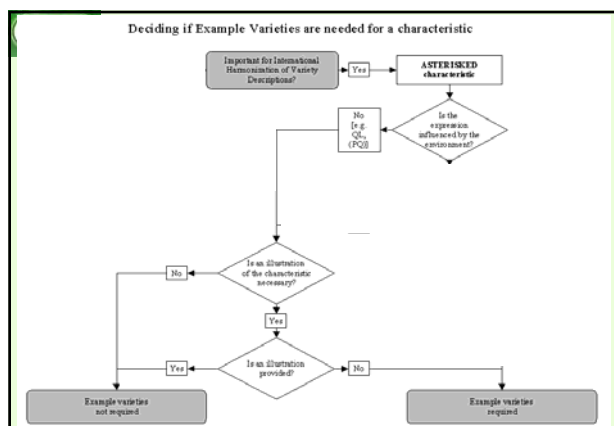 Deciding if Example Varieties are needed for a characteristic
Important for International
Harmonization of Variety
Descriptions?
Yes
ASTERISKED
characteristic
No
[e.g.
QL,
(PQ)]
Is the
expression
influenced by the
environment?
Is an illustration
of the characteristic
necessary?
No
Yes
Is an illustration
provided?
Yes
No
Example varieties
not required
Example varieties
required